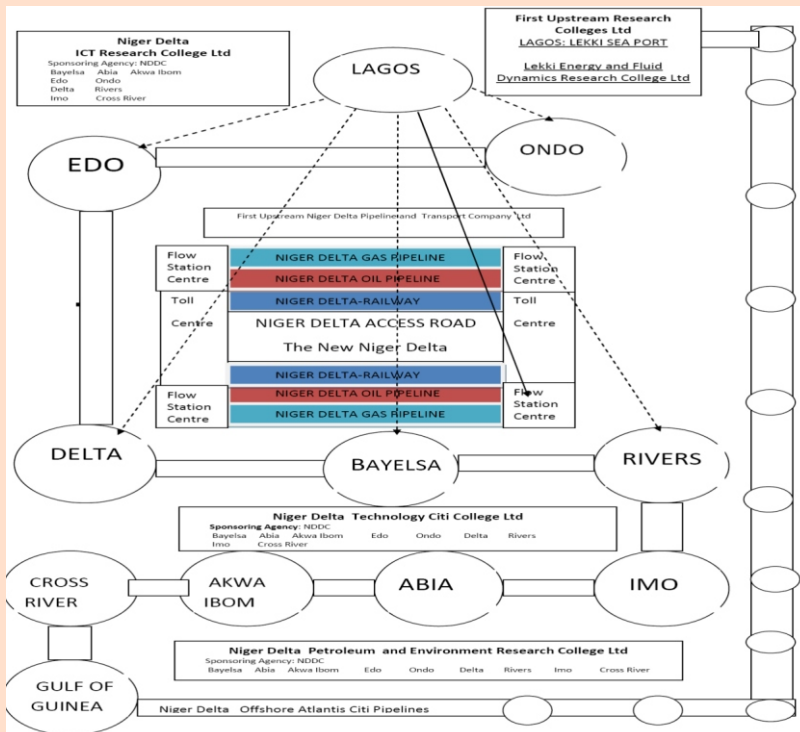 Niger Delta
ICT Research College Ltd
Sponsoring Agency: NDDC
Bayelsa Abia Akwa Ibom
Edo Ondo
Delta Rivers
Imo Cross River
First Upstream Research
Colleges Ltd
LAGOS: LEKKI SEA PORT
Lekki Energy and Fluid
Dynamics Research College Ltd
LAGOS
EDO
ONDO
First Upstream Niger Delta Pipeline and Transport Company Ltd
Flow
Station
Centre
NIGER DELTA GAS PIPELINE
NIGER DELTA OIL PIPELINE
Flow
Station
Centre
Toll
Centre
NIGER DELTA-RAILWAY
NIGER DELTA ACCESS ROAD
The New Niger Delta
NIGER DELTA-RAILWAY
Toll
Centre
Flow
Station
Centre
NIGER DELTA OIL PIPELINE
NIGER DELTA GAS PIPELINE
Flow
Station
Centre
DELTA
BAYELSA
RIVERS
Niger Delta Technology Citi College Ltd
Sponsoring Agency: NDDC
Bayelsa Abia Akwa Ibom Edo Ondo Delta Rivers
Imo Cross River
CROSS
RIVER
AKWA
IBOM
ABIA
IMO
Niger Delta Petroleum and Environment Research College Ltd
Sponsoring Agency: NDDC
Bayelsa Abia Akwa Ibom Edo Ondo Delta Rivers Imo Cross River
GULF OF
GUINEA
Niger Delta Offshore Atlantis Citi Pipelines